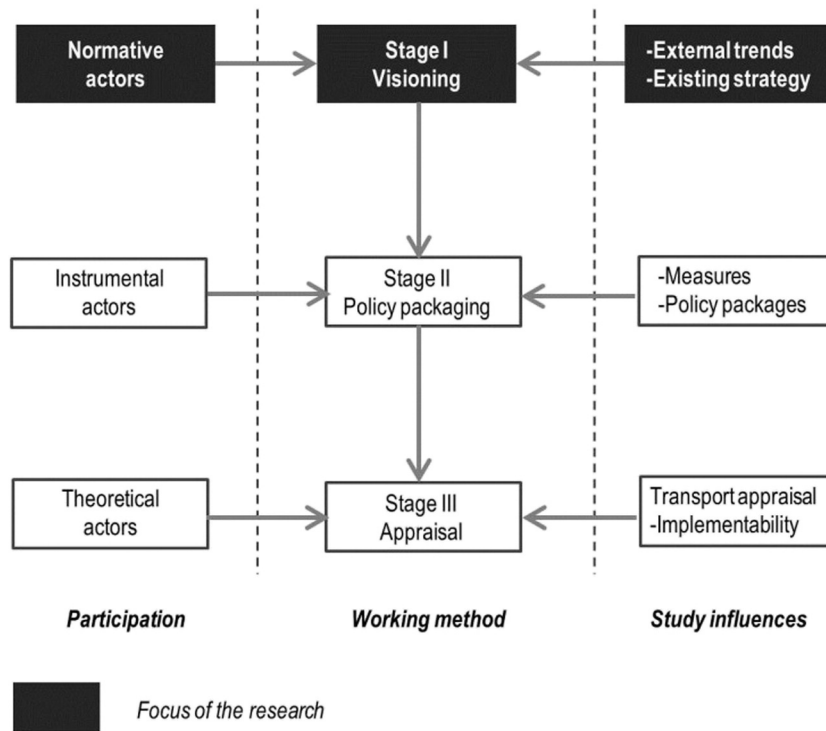 Normative
actors
Stage I
Visioning
-External trends
-Existing strategy
Instrumental
actors
Stage II
Policy packaging
-Measures
-Policy packages
Theoretical
actors
Stage III
Appraisal
Transport appraisal
-Implementability
Participation
Working method
Study influences
Focus of the research